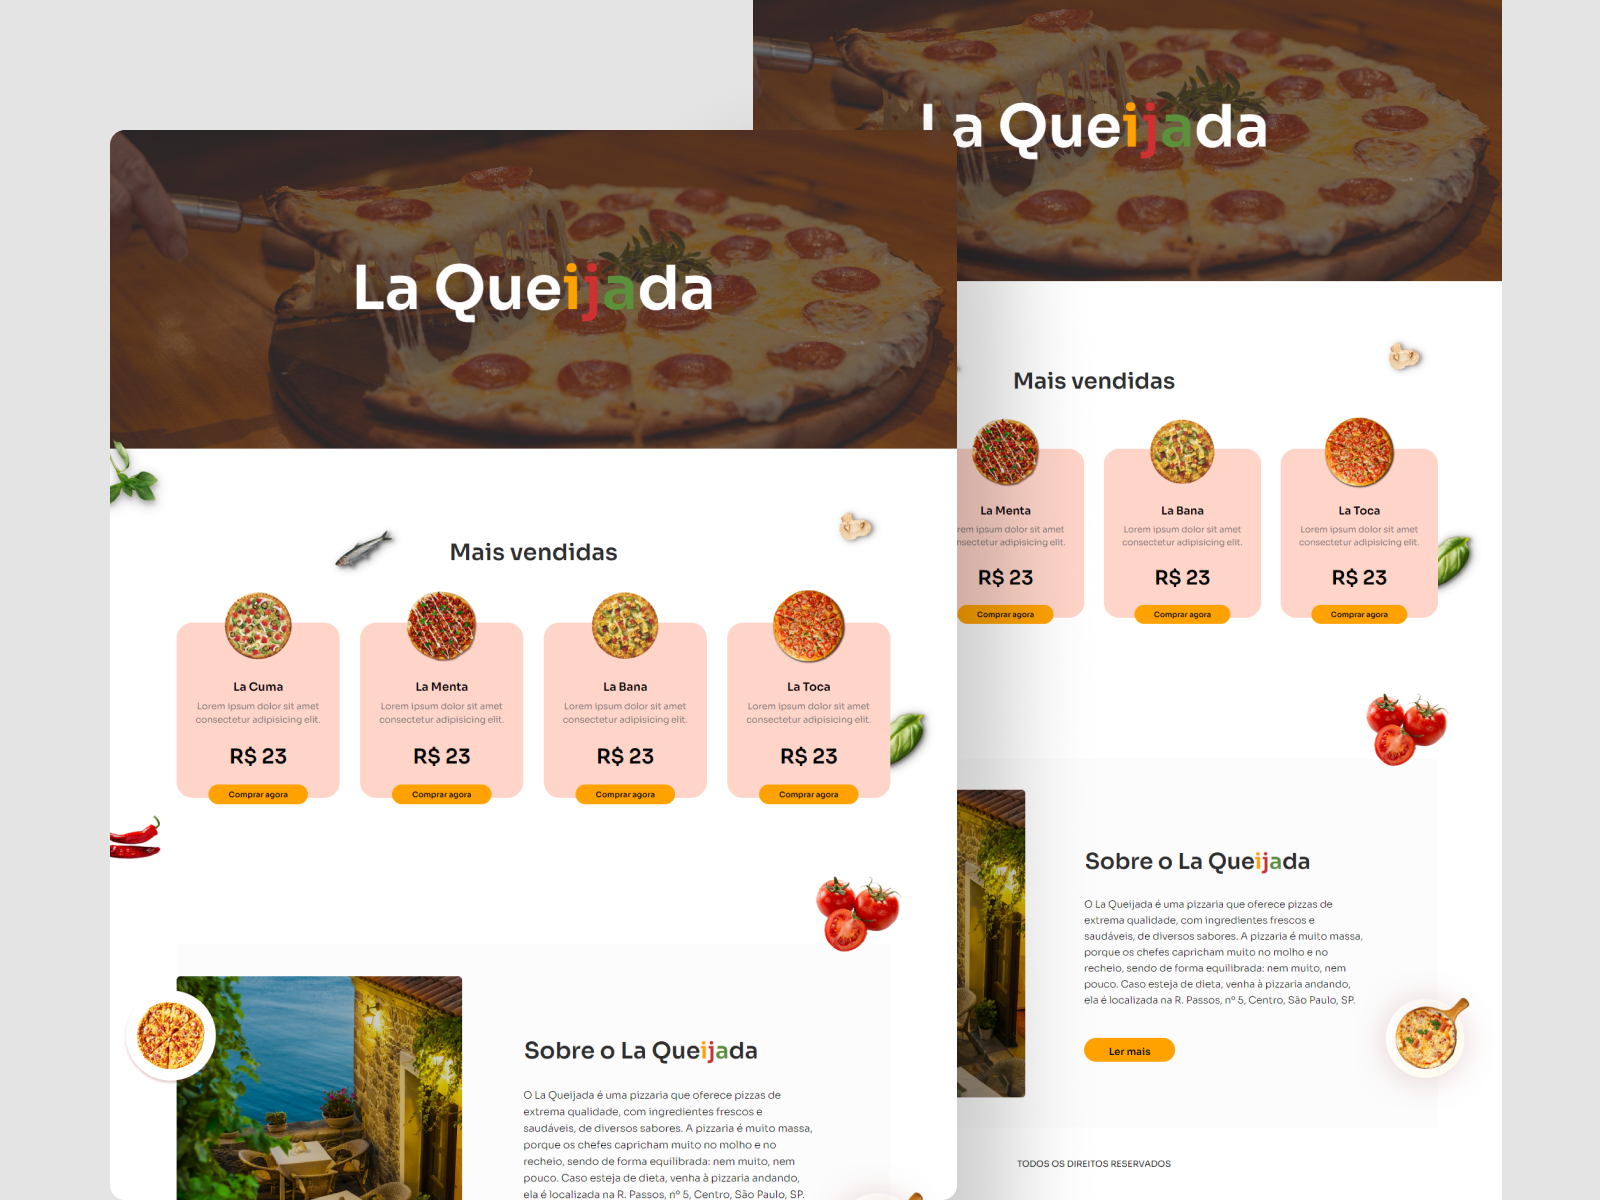 La Queijada
Mais vendidas
La Cuma
Lorem ipsum dolor sit amet
consectetur adipisicing elit.
R$ 23
Comprar agora
La Menta
Lorem ipsum dolor sit amet
consectetur adipisicing elit.
R$ 23
Comprar agora
La Bana
Lorem ipsum dolor sit amet
consectetur adipisicing elit.
R$ 23
Comprar agora
La Toca
Lorem ipsum dolor sit amet
consectetur adipisicing elit.
R$ 23
Comprar agora
Sobre o La Queijada
O La Queijada é uma pizzaria que oferece pizzas de
extrema qualidade, com ingredientes frescos e
saudáveis, de diversos sabores. A pizzaria é muito massa,
porque os chefes capricham muito no molho e no
recheio, sendo de forma equilibrada: nem muito, nem
pouco. Caso esteja de dieta, venha à pizzaria andando,
ela é localizada na R. Passos, nº 5, Centro, São Paulo, SP.
La Queijada
Mais vendidas
La Menta
ipsum dolor sit amet
adipisicing elit.
R$ 23
Comprar agora
La Bana
Lorem ipsum dolor sit amet
consectetur adipisicing elit.
R$ 23
Comprar agora
La Toca
Lorem ipsum dolor sit amet
consectetur adipisicing elit.
R$ 23
Comprar agora
Sobre o La Queijada
O La Queijada é uma pizzaria que oferece pizzas de
extrema qualidade, com ingredientes frescos e
saudáveis, de diversos sabores. A pizzaria é muito massa,
porque os chefes capricham muito no molho e no
recheio, sendo de forma equilibrada: nem muito, nem
pouco. Caso esteja de dieta, venha à pizzaria andando,
ela é localizada na R. Passos, nº 5, Centro, São Paulo, SP.
Ler mais
TODOS OS DIREITOS RESERVADOS